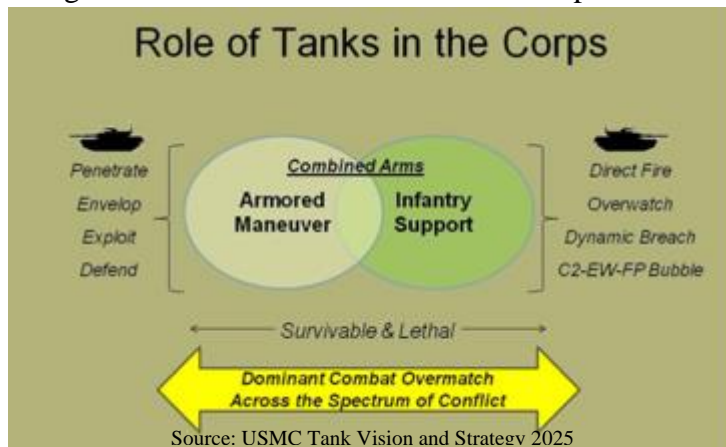 Role of Tanks in the Corps
Penetrate
Envelop
Exploit
Defend
Combined Arms
Armored
Maneuver
Infantry
Support
Direct Fire
Overwatch
Dynamic Breach
C2-EW-FP Bubble
Survivable & Lethal
Dominant Combat Overmatch
Across the Spectrum of Conflict
Source: USMC Tank Vision and Strategy 2025